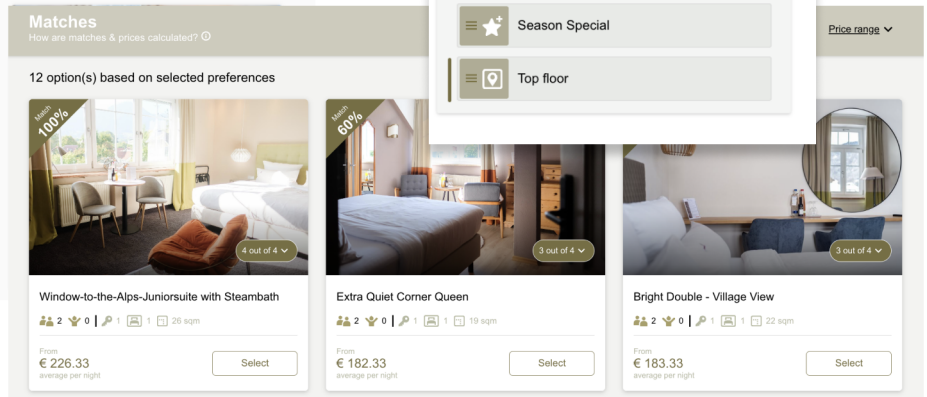 Matches
How are matches & prices calculated?
Season Special
Top floor
Price range
12 option(s) based on selected preferences
Match
100%
4 out of 4
Window-to-the-Alps-Juniorsuite with Steambath
2 0 1 1 26 sqm
From
€ 226.33
average per night
Select
Match
60%
3 out of 4
Extra Quiet Corner Queen
2 0 1 1 19 sqm
From
€ 182.33
average per night
Select
3 out of 4
Bright Double - Village View
2 0 1 1 22 sqm
From
€ 183.33
average per night
Select